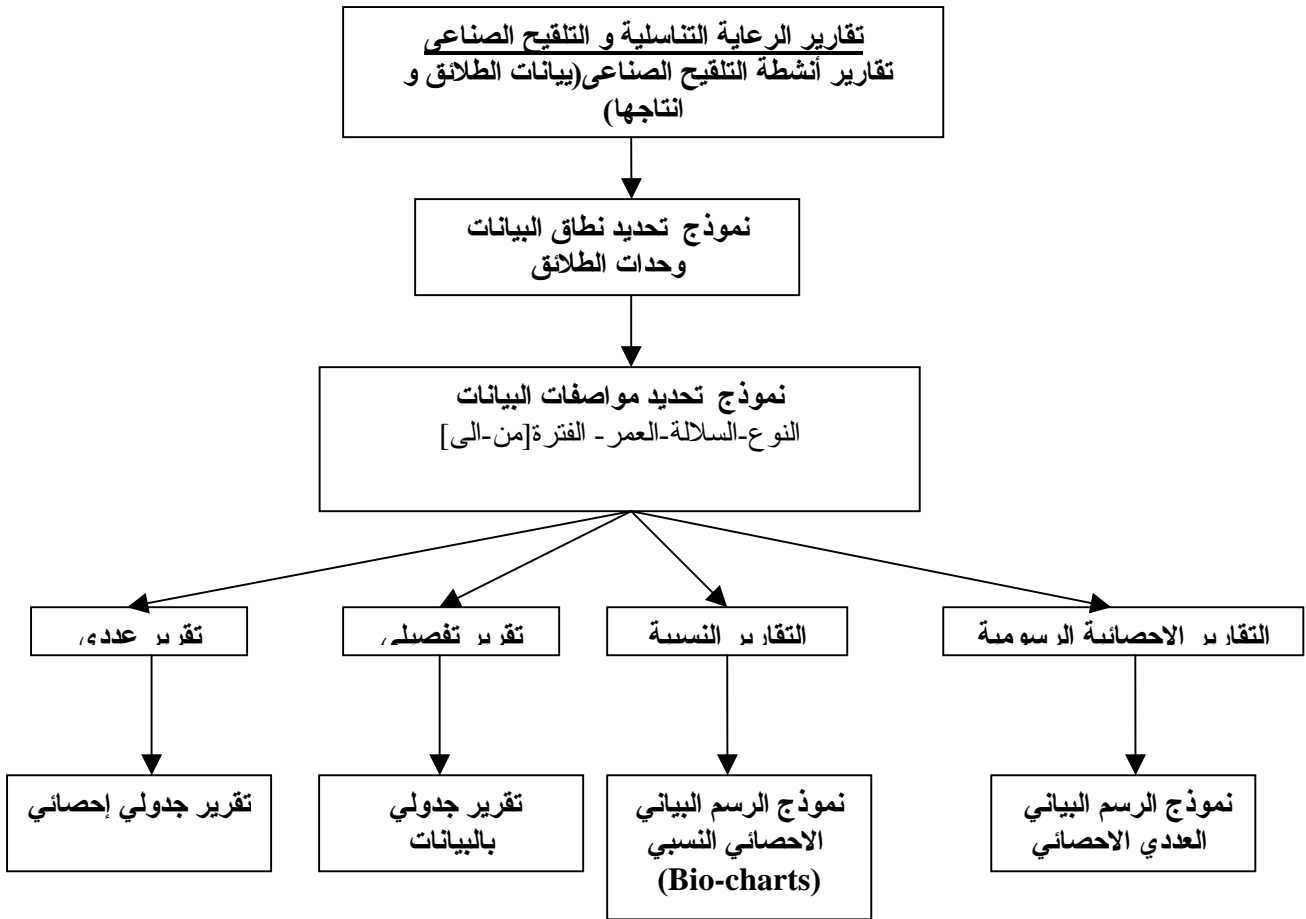 تقارير الرعاية التناسلية و التلقيح الصناعى
تقارير أنشطة التلقيح الصناعى(بيانات الطلائق و
انتاجها)
نموذج تحديد نطاق البيانات
وحدات الطلائق
نموذج تحديد مواصفات البيانات
النوع-السلالة-العمر- الفترة[من-الى]
التقارير الاحصائية الرسومية
التقارير النسبية
تقرير تفصيلى
تقرير عددى
نموذج الرسم البياني
العددي الاحصائي
نموذج الرسم البياني
الاحصائي النسبي
(Bio-charts)
تقرير جدولي
بالبيانات
تقرير جدولي إحصائي